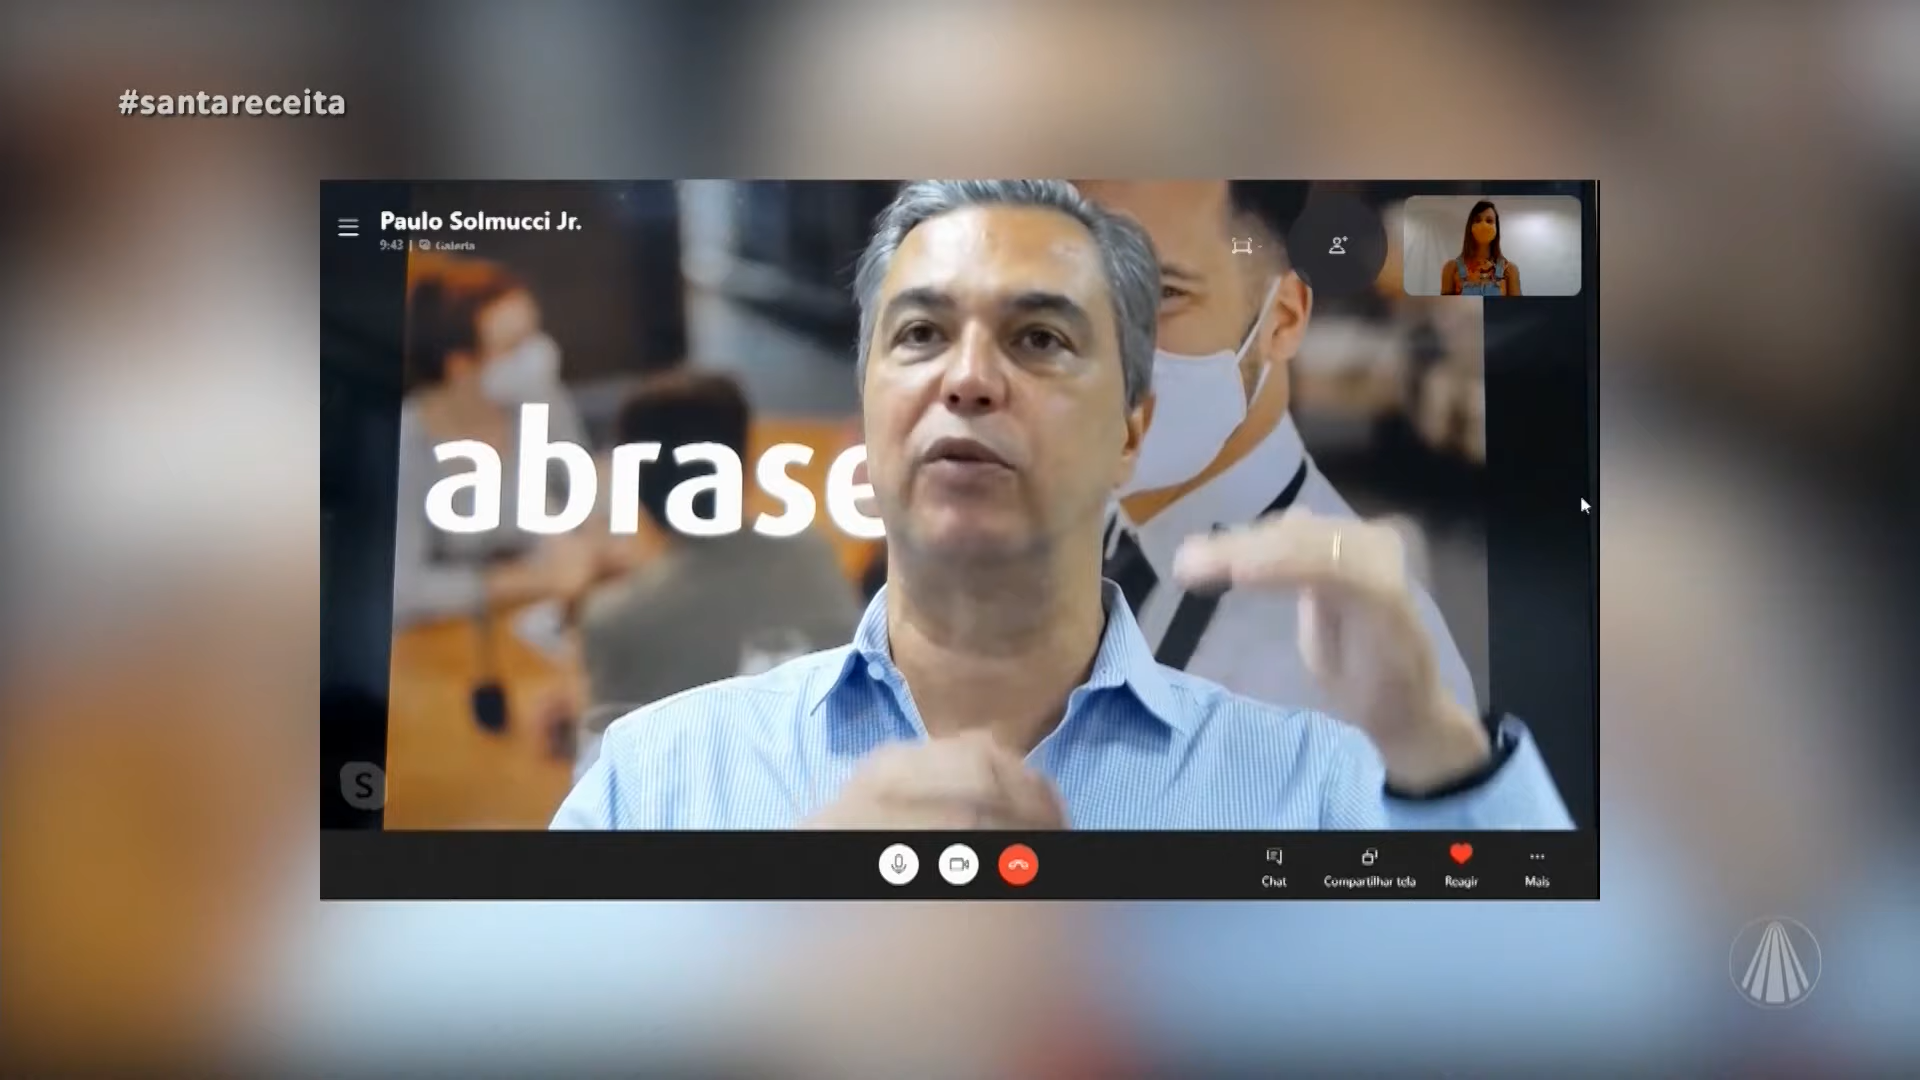 #santareceita
Paulo Solmucci Jr.
9:43 | Galeria
abrase
S
Chat
Compartilhar tela
Reagir
Mais